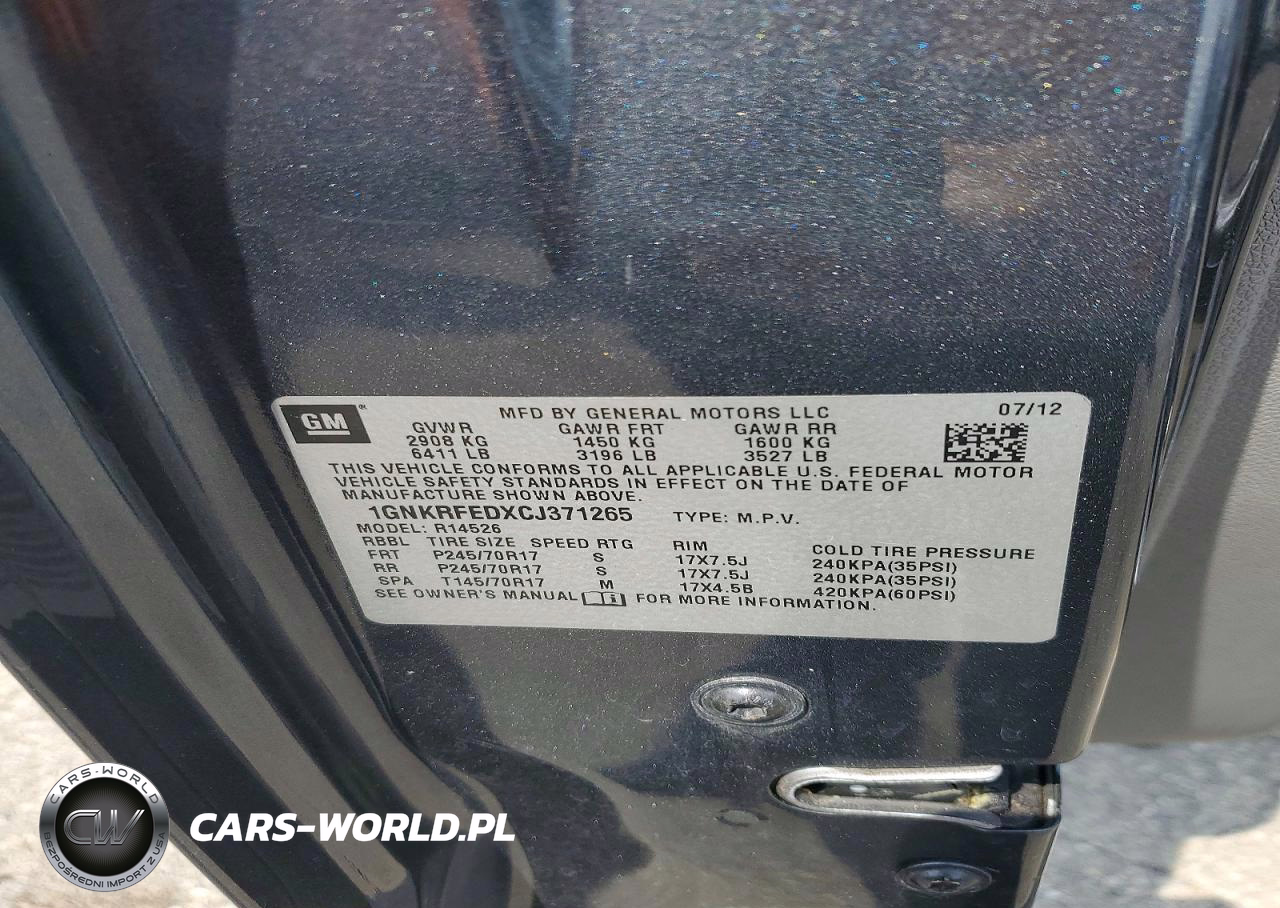 GM
MFD BY GENERAL MOTORS LLC 07/12
GVWR GAWR FRT GAWR RR
2908 KG 1450 KG 1600 KG
6411 LB 3196 LB 3527 LB
THIS VEHICLE CONFORMS TO ALL APPLICABLE U.S. FEDERAL MOTOR
VEHICLE SAFETY STANDARDS IN EFFECT ON THE DATE OF
MANUFACTURE SHOWN ABOVE.
1GNKRFEDXCJ371265 TYPE: M.P.V.
MODEL: R14526
RBBL TIRE SIZE SPEED RTG RIM COLD TIRE PRESSURE
FRT P245/70R17 S 17X7.5J 240KPA(35PSI)
RR P245/70R17 S 17X7.5J 240KPA(35PSI)
SPA T145/70R17 M 17X4.5B 420KPA(60PSI)
SEE OWNER'S MANUAL FOR MORE INFORMATION.
CARS-WORLD
CW
BEZPOŚREDNI IMPORT Z USA
CARS-WORLD.PL